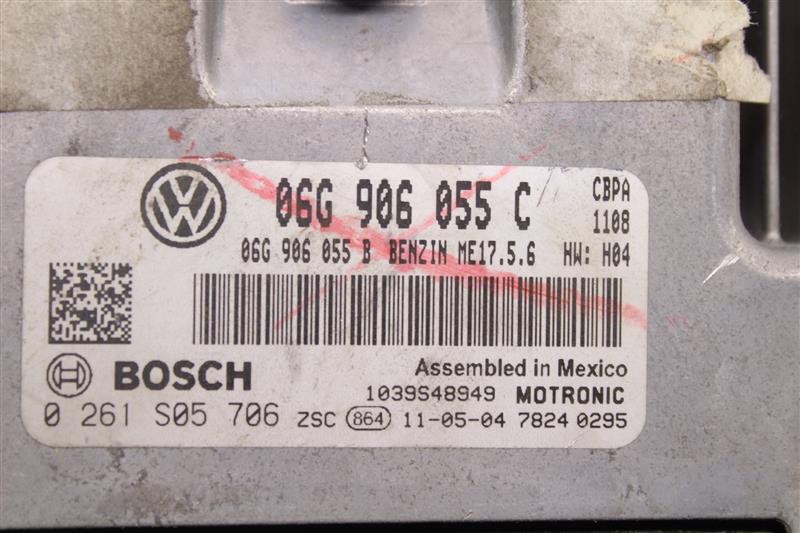 06G 906 055 C CBPA
1108
06G 906 055 B BENZIN ME17.5.6 HW: H04
BOSCH
Assembled in Mexico
1039S48949 MOTRONIC
0 261 S05 706 ZSC 864 11-05-04 7824 0295